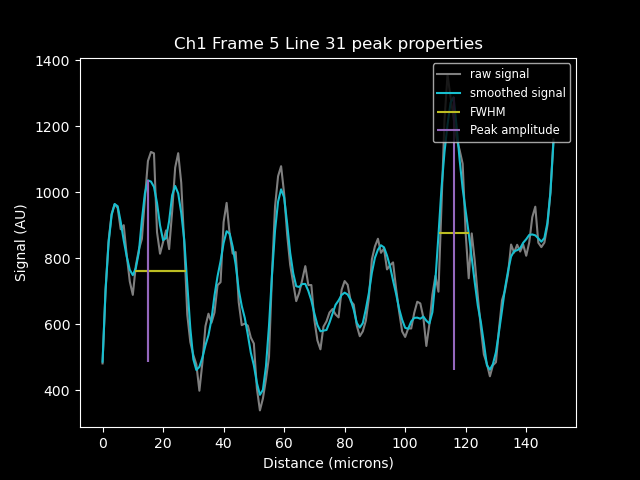 Ch1 Frame 5 Line 31 peak properties
1400
1200
1000
800
600
400
Signal (AU)
raw signal
smoothed signal
FWHM
Peak amplitude
0 20 40 60 80 100 120 140
Distance (microns)